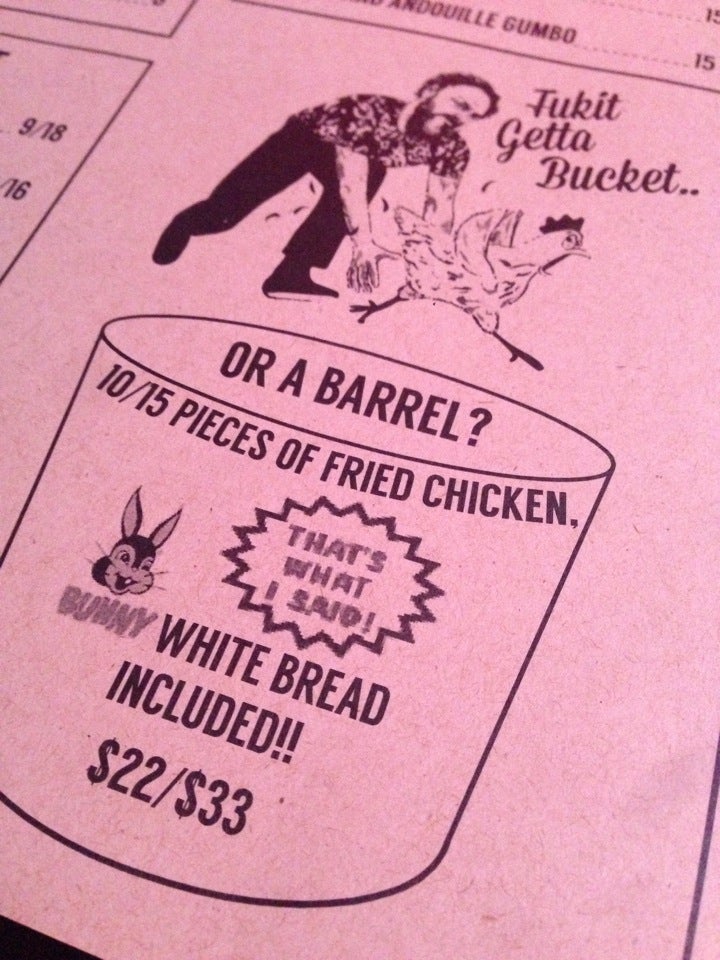 ANDOUILLE GUMBO
15
15
9/18
16
Fukit
Getta
Bucket..
OR A BARREL?
10/15 PIECES OF FRIED CHICKEN,
THAT'S
WHAT
I SAID!
BUNNY WHITE BREAD
INCLUDED!!
$22/$33